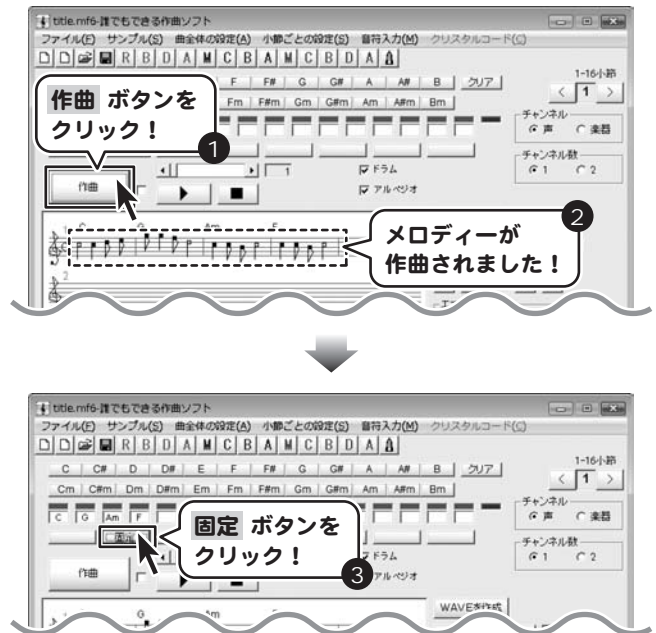 title.mf6-誰でもできる作曲ソフト
ファイル(F) サンプル(S) 曲全体の設定(A) 小節ごとの設定(S) 音符入力(M) クリスタルコード(C)
R B D A M C B A M C B D A A
F F# G G# A A# B クリア
1-16小節
< 1 >
Fm F#m Gm G#m Am A#m Bm
作曲 ボタンを
クリック！
1
チャンネル
声 楽器
チャンネル数
1 2
1
ドラム
アルペジオ
作曲
C G Am F
1
2
メロディーが
作曲されました！
2
title.mf6-誰でもできる作曲ソフト
ファイル(F) サンプル(S) 曲全体の設定(A) 小節ごとの設定(S) 音符入力(M) クリスタルコード(C)
R B D A M C B A M C B D A A
C C# D D# E F F# G G# A A# B クリア
1-16小節
< 1 >
Cm C#m Dm D#m Em Fm F#m Gm G#m Am A#m Bm
チャンネル
声 楽器
C G Am F
固定
固定 ボタンを
クリック！
3
チャンネル数
1 2
ドラム
アルペジオ
作曲
G Am
WAVEを作成